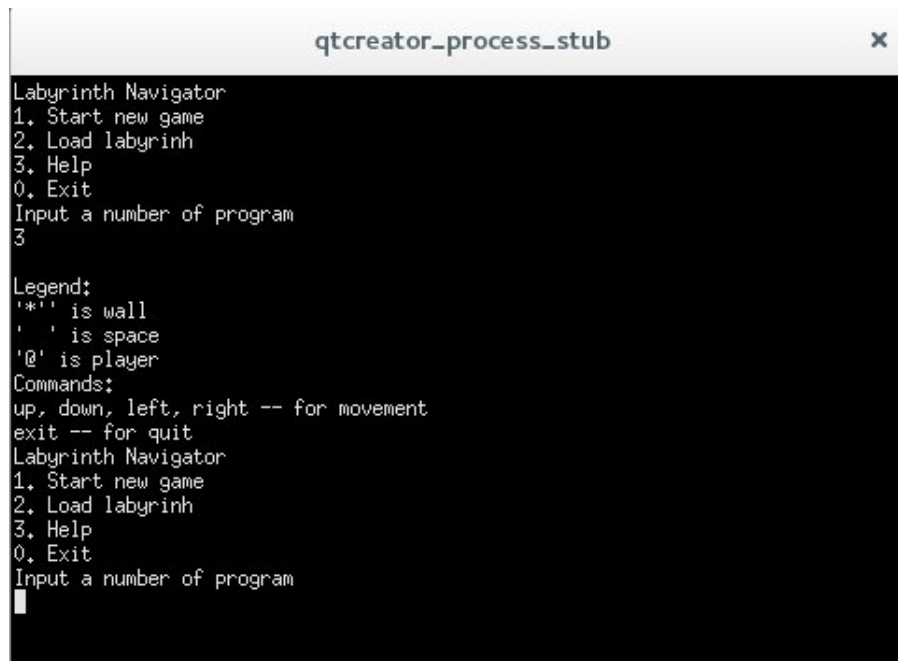 qtcreator_process_stub ×
Labyrinth Navigator
1. Start new game
2. Load labyrinh
3. Help
0. Exit
Input a number of program
3
Legend:
'*'' is wall
'  ' is space
'@' is player
Commands:
up, down, left, right -- for movement
exit -- for quit
Labyrinth Navigator
1. Start new game
2. Load labyrinh
3. Help
0. Exit
Input a number of program